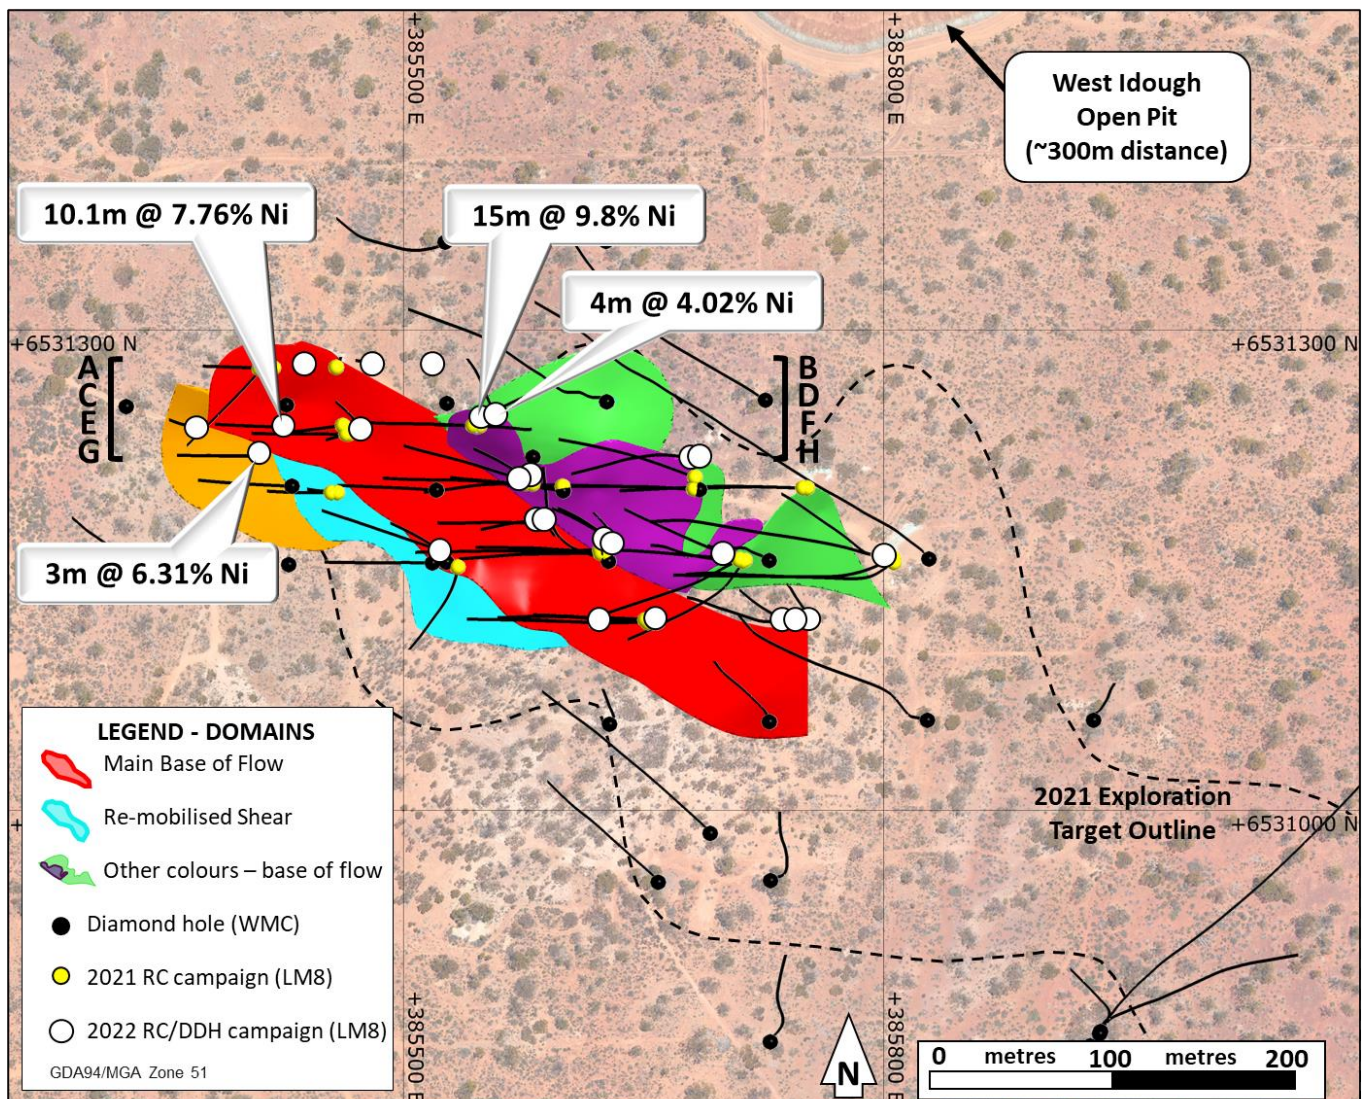 +385500 E
+385800 E
West Idough
Open Pit
(~300m distance)
10.1m @ 7.76% Ni
15m @ 9.8% Ni
4m @ 4.02% Ni
+6531300 N
+6531300 N
A
C
E
G
B
D
F
H
3m @ 6.31% Ni
LEGEND - DOMAINS
Main Base of Flow
Re-mobilised Shear
Other colours – base of flow
Diamond hole (WMC)
2021 RC campaign (LM8)
2022 RC/DDH campaign (LM8)
GDA94/MGA Zone 51
2021 Exploration
Target Outline
+6531000 N
+
+385500 E
+385800 E
N
0 metres 100 metres 200